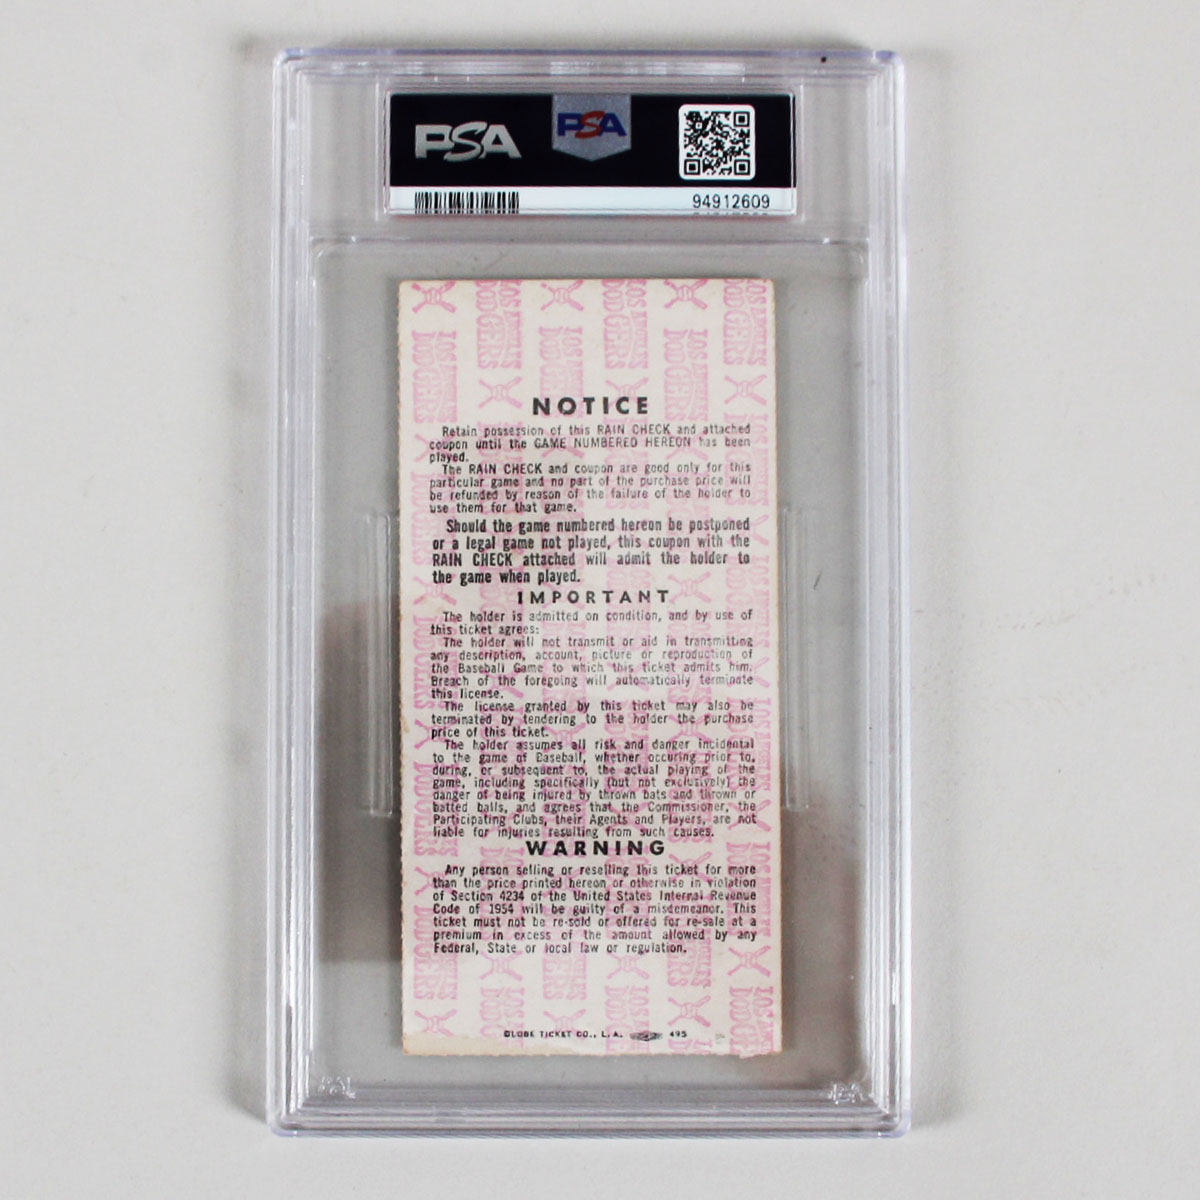 PSA
PSA
94912609
NOTICE
Retain possession of this RAIN CHECK and attached
coupon until the GAME NUMBERED HEREON has been
played.
The RAIN CHECK and coupon are good only for this
particular game and no part of the purchase price will
be refunded by reason of the failure of the holder to
use them for that game.
Should the game numbered hereon be postponed
or a legal game not played, this coupon with the
RAIN CHECK attached will admit the holder to
the game when played.
IMPORTANT
The holder is admitted on condition, and by use of
this ticket agrees:
The holder will not transmit or aid in transmitting
any description, account, picture or reproduction of
the Baseball Game to which this ticket admits him.
Breach of the foregoing will automatically terminate
this license.
The license granted by this ticket may also be
terminated by tendering to the holder the purchase
price of this ticket.
The holder assumes all risk and danger incidental
to the game of Baseball, whether occuring prior to,
during, or subsequent to, the actual playing of the
game, including specifically (but not exclusively) the
danger of being injured by thrown bats and thrown or
batted balls, and agrees that the Commissioner, the
Participating Clubs, their Agents and Players, are not
liable for injuries resulting from such causes.
WARNING
Any person selling or reselling this ticket for more
than the price printed hereon or otherwise in violation
of Section 4234 of the United States Internal Revenue
Code of 1954 will be guilty of a misdemeanor. This
ticket must not be re-sold or offered for re-sale at a
premium in excess of the amount allowed by any
Federal, State or local law or regulation.
GLOBE TICKET CO., L. A. 495
LOS ANGELES
DODGERS